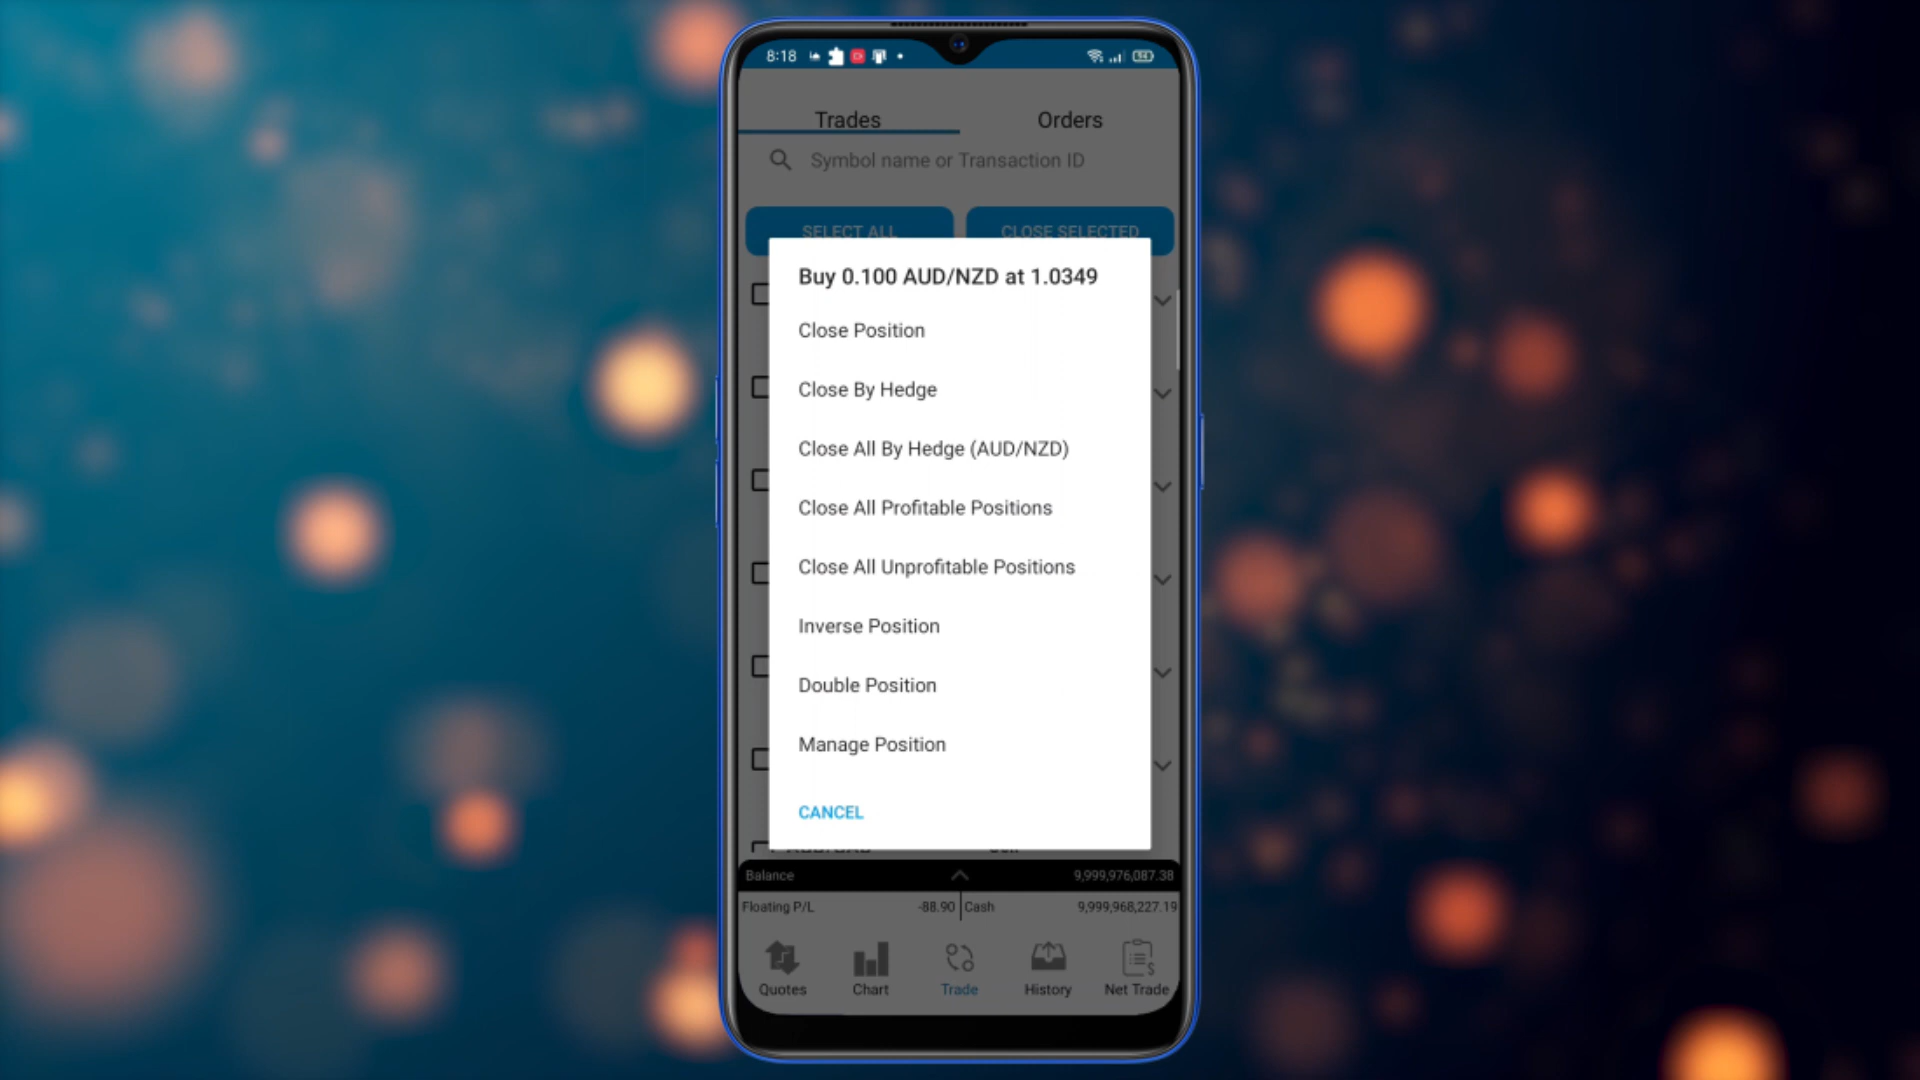 8:18
94
Trades Orders
Symbol name or Transaction ID
SELECT ALL CLOSE SELECTED
Buy 0.100 AUD/NZD at 1.0349
Close Position
Close By Hedge
Close All By Hedge (AUD/NZD)
Close All Profitable Positions
Close All Unprofitable Positions
Inverse Position
Double Position
Manage Position
CANCEL
Balance 9,999,976,087.38
Floating P/L -88.90 Cash 9,999,968,227.19
Quotes Chart Trade History Net Trade